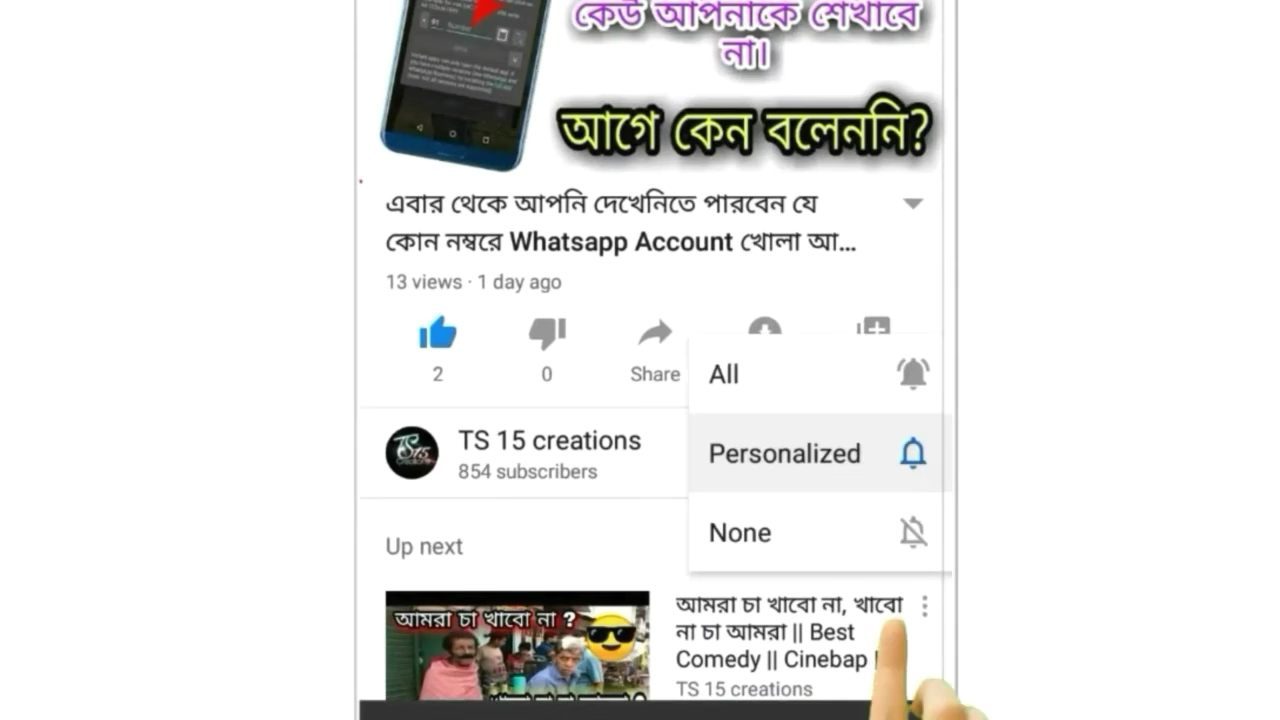 কেউ আপনাকে শেখাবে
না।
আগে কেন বলেননি?
এবার থেকে আপনি দেখেনিতে পারবেন যে
কোন নম্বরে Whatsapp Account খোলা আ...
13 views · 1 day ago
2
0
Share
All
Personalized
None
TS 15 creations
854 subscribers
Up next
আমরা চা খাবো না ?
আমরা চা খাবো না, খাবো
না চা আমরা || Best
Comedy || Cinebap
TS 15 creations